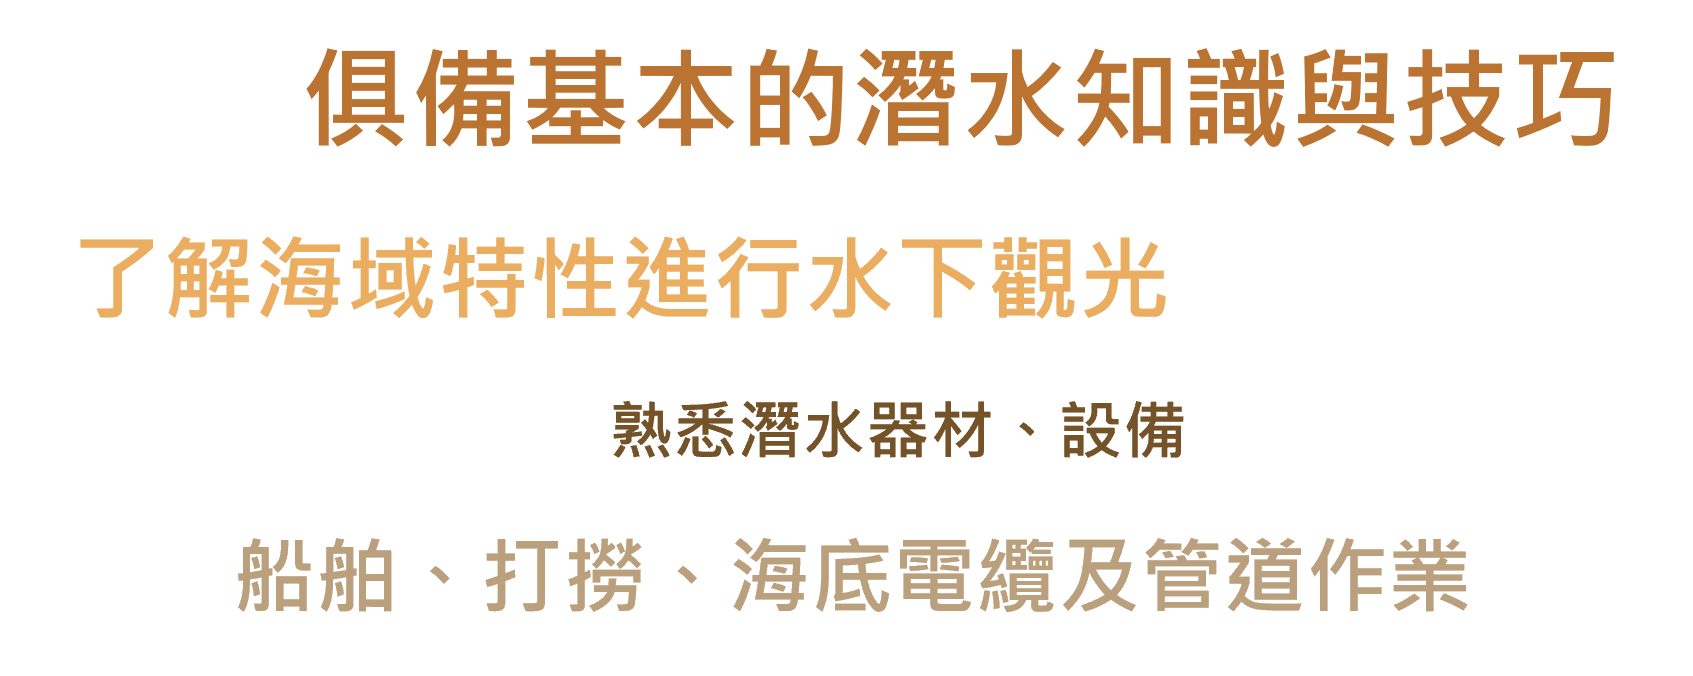 俱備基本的潛水知識與技巧
了解海域特性進行水下觀光
熟悉潛水器材、設備
船舶、打撈、海底電纜及管道作業